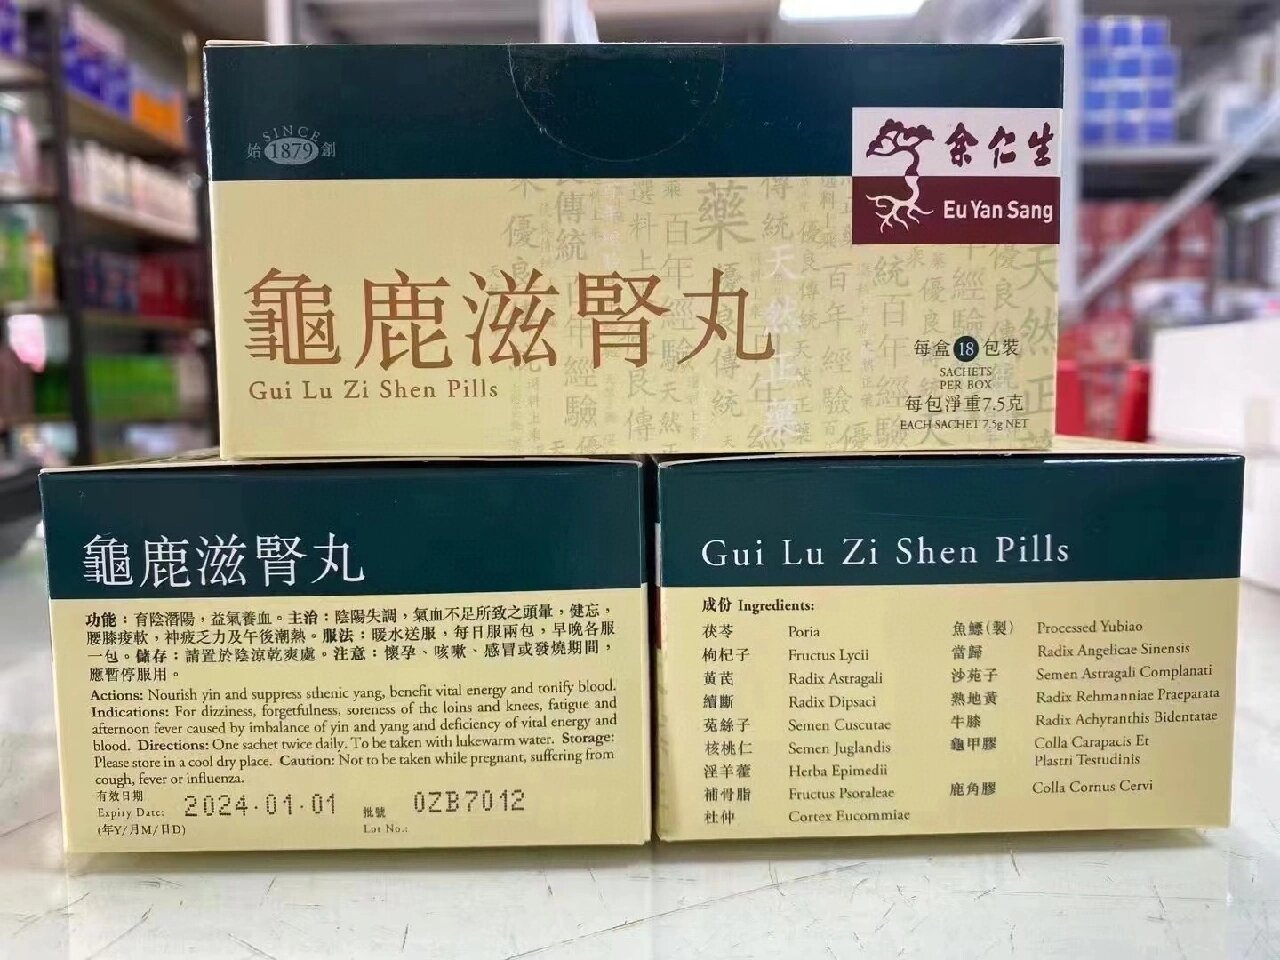 SINCE
始 1879 創
余仁生
Eu Yan Sang
龜鹿滋腎丸
Gui Lu Zi Shen Pills
每盒 18 包裝
SACHETS
PER BOX
每包淨重7.5克
EACH SACHET 7.5g NET
龜鹿滋腎丸
功能：育陰潛陽，益氣養血。主治：陰陽失調，氣血不足所致之頭暈，健忘，
腰膝痠軟，神疲乏力及午後潮熱。服法：暖水送服，每日服兩包，早晚各服
一包。儲存：請置於陰涼乾爽處。注意：懷孕、咳嗽、感冒或發燒期間，
應暫停服用。
Actions: Nourish yin and suppress sthenic yang, benefit vital energy and tonify blood.
Indications: For dizziness, forgetfulness, soreness of the loins and knees, fatigue and
afternoon fever caused by imbalance of yin and yang and deficiency of vital energy and
blood. Directions: One sachet twice daily. To be taken with lukewarm water. Storage:
Please store in a cool dry place. Caution: Not to be taken while pregnant, suffering from
cough, fever or influenza.
有效日期
Expiry Date: 2024.01.01
(年Y/月M/日D)
批號
Lot No.: 0ZB7012
Gui Lu Zi Shen Pills
成份 Ingredients:
茯苓 Poria
枸杞子 Fructus Lycii
黃芪 Radix Astragali
續斷 Radix Dipsaci
菟絲子 Semen Cuscutae
核桃仁 Semen Juglandis
淫羊藿 Herba Epimedii
補骨脂 Fructus Psoraleae
杜仲 Cortex Eucommiae
魚鰾(製) Processed Yubiao
當歸 Radix Angelicae Sinensis
沙苑子 Semen Astragali Complanati
熟地黃 Radix Rehmanniae Praeparata
牛膝 Radix Achyranthis Bidentatae
龜甲膠 Colla Carapacis Et
Plastri Testudinis
鹿角膠 Colla Cornus Cervi